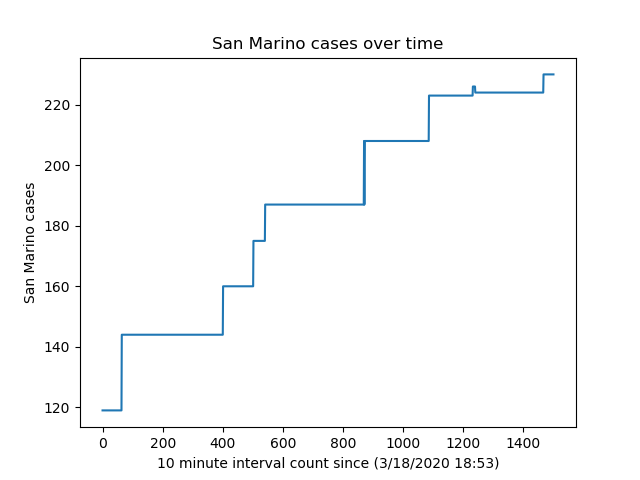 San Marino cases over time
San Marino cases
220
200
180
160
140
120
0 200 400 600 800 1000 1200 1400
10 minute interval count since (3/18/2020 18:53)